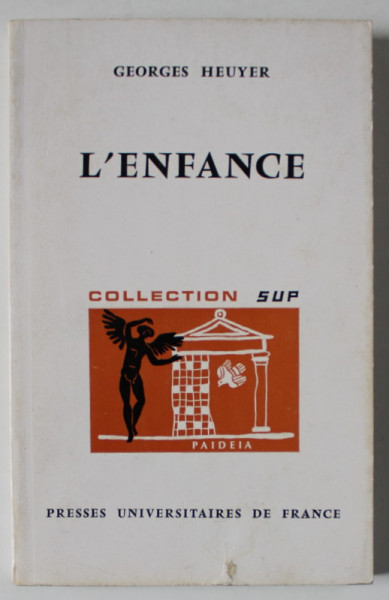 GEORGES HEUYER
L'ENFANCE
COLLECTION SUP
PAIDEIA
PRESSES UNIVERSITAIRES DE FRANCE